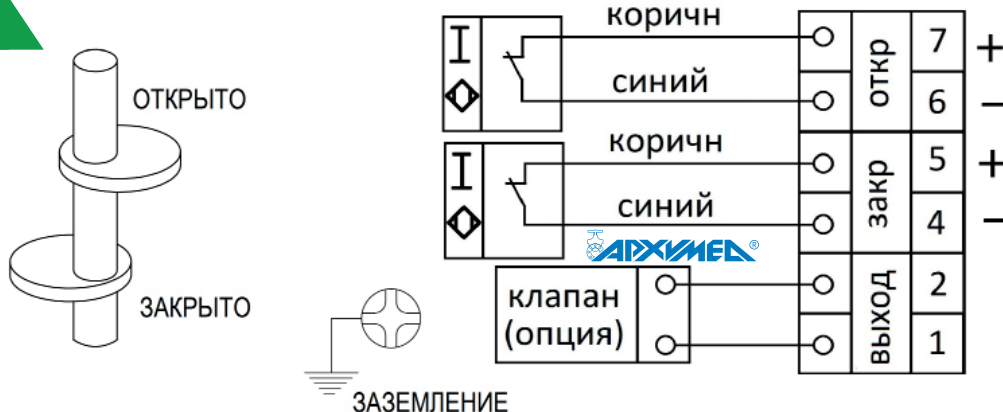 ОТКРЫТО
ЗАКРЫТО
ЗАЗЕМЛЕНИЕ
коричн
синий
коричн
синий
АРХИМЕД®
клапан
(опция)
откр
закр
выход
7 +
6 −
5 +
4 −
2
1